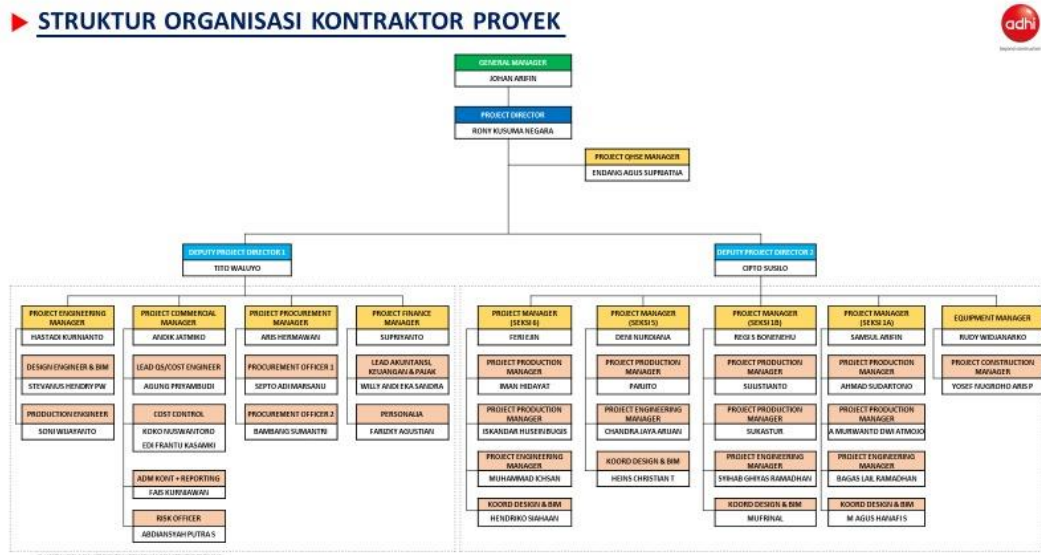 STRUKTUR ORGANISASI KONTRAKTOR PROYEK
adhi
GENERAL MANAGER
JOHAN ARIFIN
PROJECT DIRECTOR
RONY KUSUMA NEGARA
PROJECT QHSE MANAGER
ENDANG AGUS SUPRIATNA
DEPUTY PROJECT DIRECTOR 1
TITO WALUYO
DEPUTY PROJECT DIRECTOR 2
CIPTO SUSILO
PROJECT ENGINEERING
MANAGER
HASTADI KURNIANTO
DESIGN ENGINEER & BIM
STEVANUS HENDRY PW
PRODUCTION ENGINEER
SONI WIJAYANTO
PROJECT COMMERCIAL
MANAGER
ANDIK JATMIKO
LEAD QS/COST ENGINEER
AGUNG PRIYAMBUDI
COST CONTROL
KOKO NUSWANTORO
EDI FRANTU KASAMKI
ADM KONT + REPORTING
FAIS KURNIAWAN
RISK OFFICER
ABDIANSYAH PUTRA S
PROJECT PROCUREMENT
MANAGER
ARIS HERMAWAN
PROCUREMENT OFFICER 1
SEPTO ADI MARSANU
PROCUREMENT OFFICER 2
BAMBANG SUMANTRI
PROJECT FINANCE
MANAGER
SUPRIYANTO
LEAD AKUNTANSI,
KEUANGAN & PAJAK
WILLY ANDI EKA SANDRA
PERSONALIA
FARIZKY AGUSTIAN
PROJECT MANAGER
(SEKSI 6)
FERI EJIN
PROJECT PRODUCTION
MANAGER
IMAN HIDAYAT
PROJECT PRODUCTION
MANAGER
ISKANDAR HUSEIN BUGIS
PROJECT ENGINEERING
MANAGER
MUHAMMAD ICHSAN
KOORD DESIGN & BIM
HENDRIKO SIAHAAN
PROJECT MANAGER
(SEKSI 5)
DENI NURDIANA
PROJECT PRODUCTION
MANAGER
PARJITO
PROJECT ENGINEERING
MANAGER
CHANDRA JAYA ARJUAN
KOORD DESIGN & BIM
HEINS CHRISTIAN T
PROJECT MANAGER
(SEKSI 1B)
REGI S BONENEHU
PROJECT PRODUCTION
MANAGER
SULISTIANTO
PROJECT PRODUCTION
MANAGER
SUKASTUR
PROJECT ENGINEERING
MANAGER
SYIHAB GHIYAS RAMADHAN
KOORD DESIGN & BIM
MUFRINAL
PROJECT MANAGER
(SEKSI 1A)
SAMSUL ARIFIN
PROJECT PRODUCTION
MANAGER
AHMAD SUDARTONO
PROJECT PRODUCTION
MANAGER
A MURWANTO DWI ATMOJO
PROJECT ENGINEERING
MANAGER
BAGAS LAIL RAMADHAN
KOORD DESIGN & BIM
M AGUS HANAFI S
EQUIPMENT MANAGER
RUDY WIDJANARKO
PROJECT CONSTRUCTION
MANAGER
YOSEF NUGROHO ARIS P